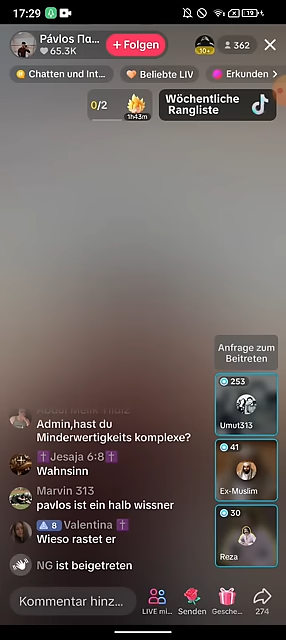 17:29
19
Pávlos Πα...
65.3K
+ Folgen
10+
362
Chatten und Int...
Beliebte LIV
Erkunden
0/2
1h43m
Wöchentliche
Rangliste
Anfrage zum
Beitreten
253
Umut313
41
Ex-Muslim
30
Reza
Admin,hast du
Minderwertigkeits komplexe?
Jesaja 6:8
Wahnsinn
Marvin 313
pavlos ist ein halb wissner
8 Valentina
Wieso rastet er
NG ist beigetreten
Kommentar hinz...
LIVE mi...
Senden
Gesche...
274